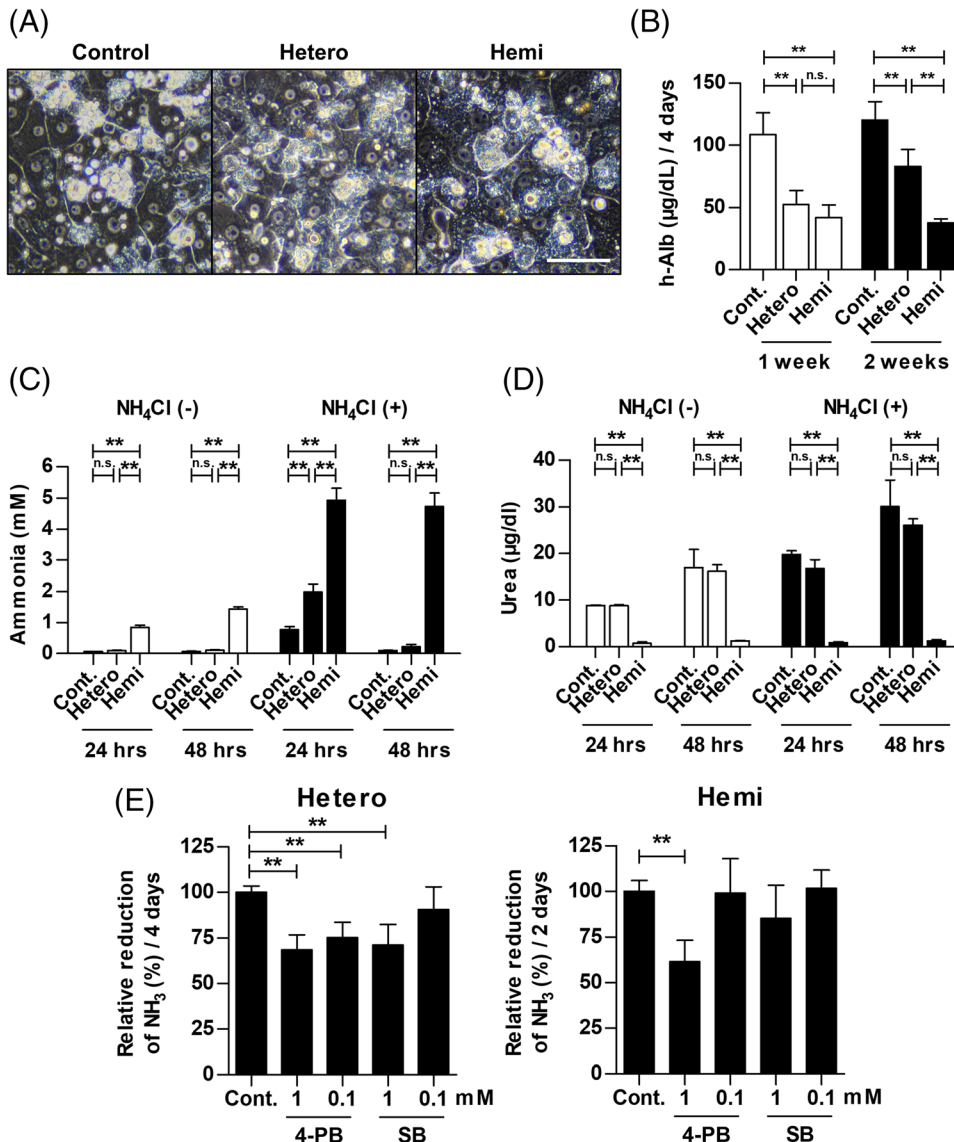 (A)
Control Hetero Hemi
(B)
h-Alb (µg/dL) / 4 days
150
100
50
0
** **
** n.s. ** **
Cont. Hetero Hemi Cont. Hetero Hemi
1 week 2 weeks
(C)
NH₄Cl (-) NH₄Cl (+)
** ** ** **
n.s. ** n.s. ** ** ** n.s. **
Ammonia (mM)
6
5
4
3
2
1
0
Cont. Hetero Hemi Cont. Hetero Hemi Cont. Hetero Hemi Cont. Hetero Hemi
24 hrs 48 hrs 24 hrs 48 hrs
(D)
NH₄Cl (-) NH₄Cl (+)
** ** ** **
n.s. ** n.s. ** n.s. ** n.s. **
Urea (µg/dl)
40
30
20
10
0
Cont. Hetero Hemi Cont. Hetero Hemi Cont. Hetero Hemi Cont. Hetero Hemi
24 hrs 48 hrs 24 hrs 48 hrs
(E)
Hetero
**
**
**
Relative reduction
of NH₃ (%) / 4 days
125
100
75
50
25
0
Cont. 1 0.1 1 0.1 mM
4-PB SB
Hemi
**
Relative reduction
of NH₃ (%) / 2 days
125
100
75
50
25
0
Cont. 1 0.1 1 0.1 mM
4-PB SB